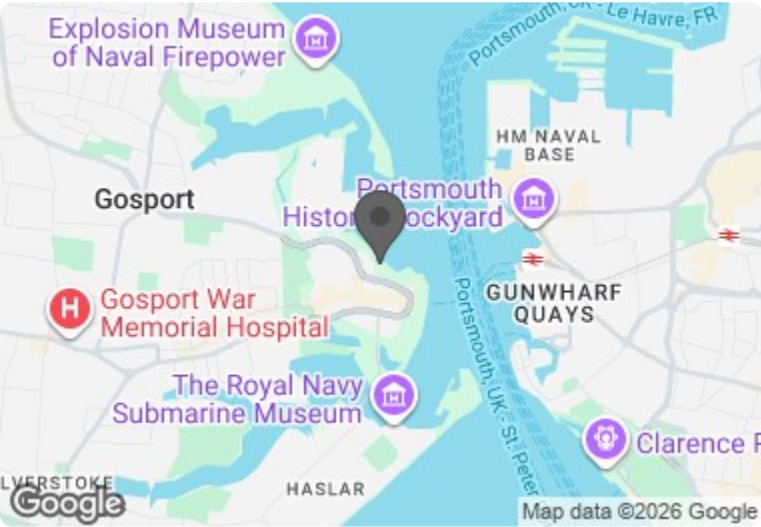 Explosion Museum
of Naval Firepower
Portsmouth, UK - Le Havre, FR
HM NAVAL
BASE
Gosport
Portsmouth
Historic Dockyard
H
Gosport War
Memorial Hospital
GUNWHARF
QUAYS
Portsmouth, UK - St. Peter
The Royal Navy
Submarine Museum
Clarence P
LVERSTOKE
HASLAR
Google
Map data ©2026 Google